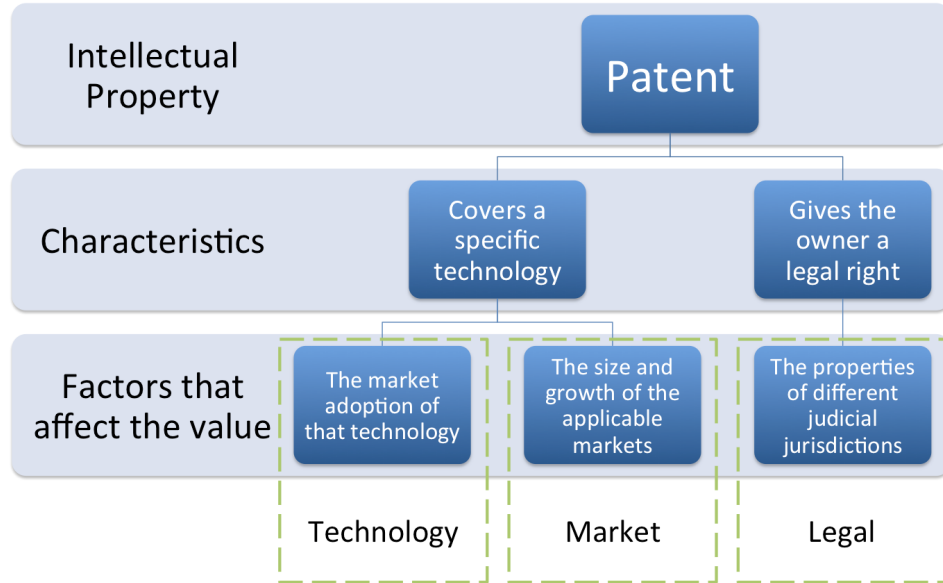 Intellectual
Property
Patent
Characteristics
Covers a
specific
technology
Gives the
owner a
legal right
Factors that
affect the value
The market
adoption of
that technology
The size and
growth of the
applicable
markets
The properties
of different
judicial
jurisdictions
Technology
Market
Legal